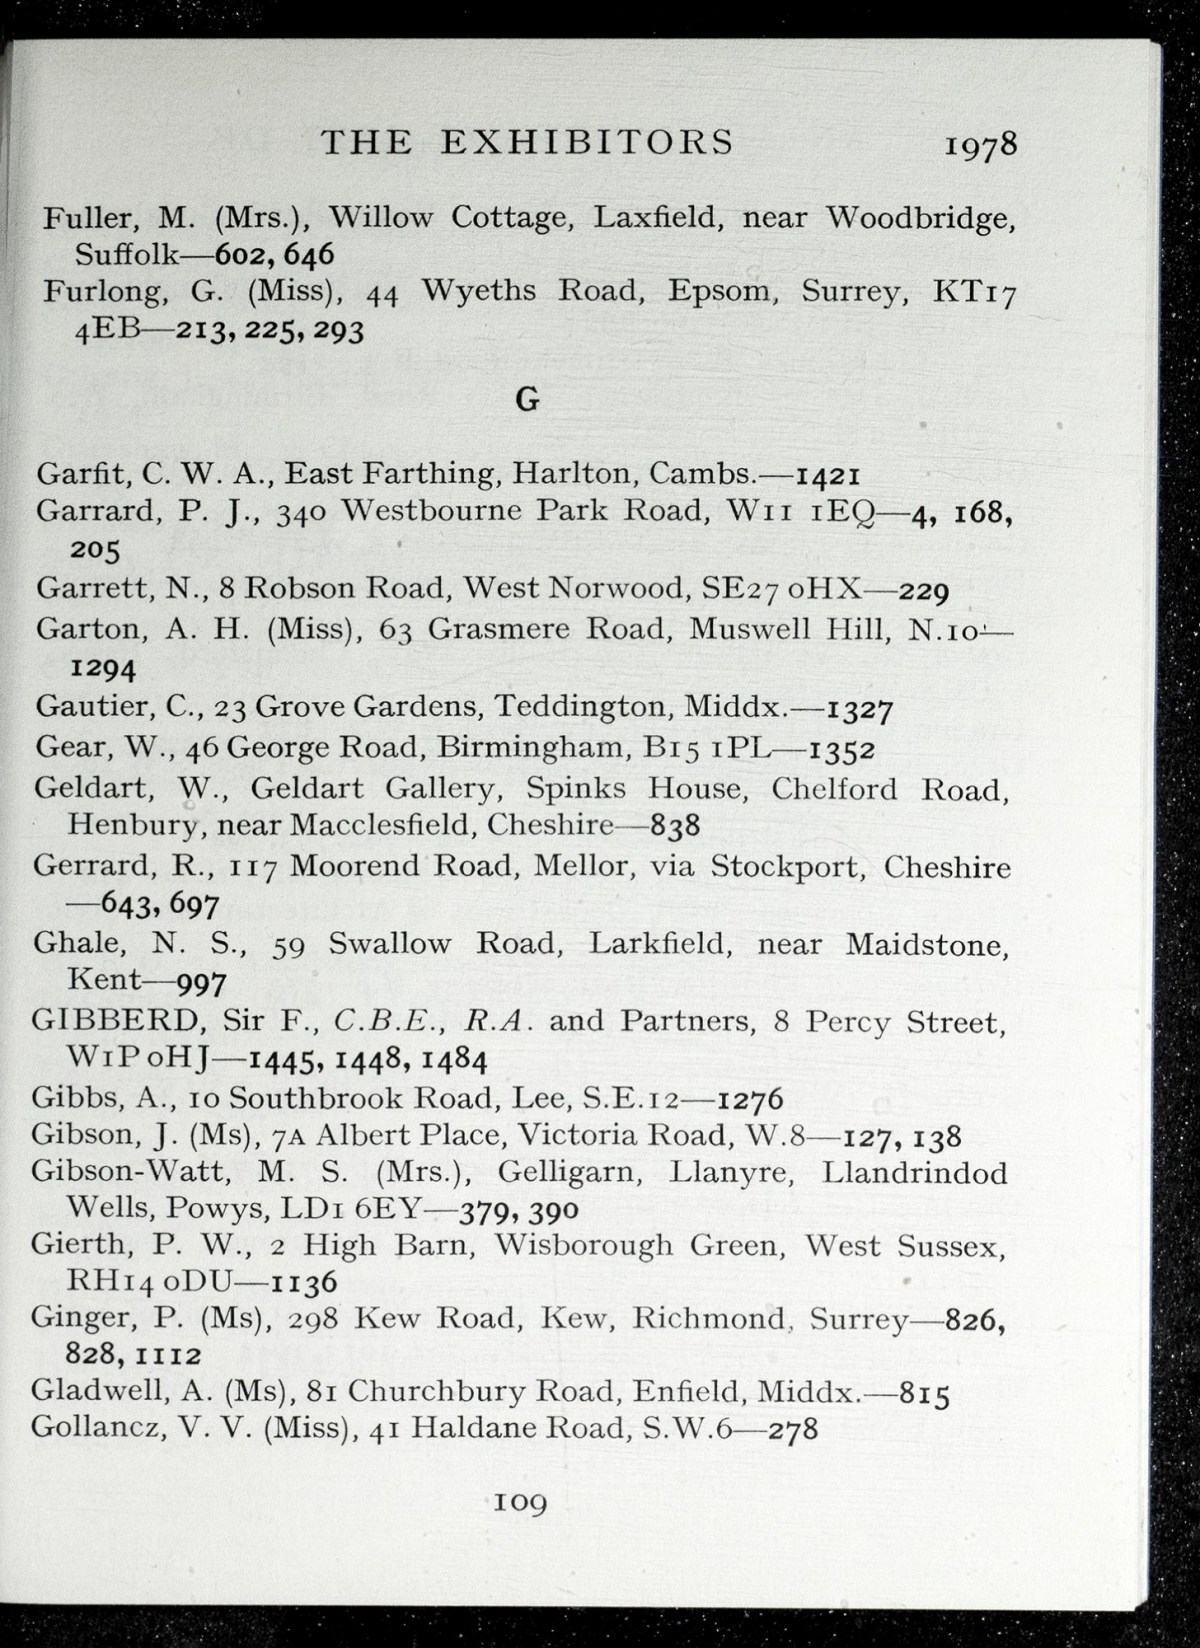 THE EXHIBITORS 1978
Fuller, M. (Mrs.), Willow Cottage, Laxfield, near Woodbridge,
Suffolk—602, 646
Furlong, G. (Miss), 44 Wyeths Road, Epsom, Surrey, KT17
4EB—213, 225, 293
G
Garfit, C. W. A., East Farthing, Harlton, Cambs.—1421
Garrard, P. J., 340 Westbourne Park Road, W11 1EQ—4, 168,
205
Garrett, N., 8 Robson Road, West Norwood, SE27 0HX—229
Garton, A. H. (Miss), 63 Grasmere Road, Muswell Hill, N.10—
1294
Gautier, C., 23 Grove Gardens, Teddington, Middx.—1327
Gear, W., 46 George Road, Birmingham, B15 1PL—1352
Geldart, W., Geldart Gallery, Spinks House, Chelford Road,
Henbury, near Macclesfield, Cheshire—838
Gerrard, R., 117 Moorend Road, Mellor, via Stockport, Cheshire
—643, 697
Ghale, N. S., 59 Swallow Road, Larkfield, near Maidstone,
Kent—997
GIBBERD, Sir F., C.B.E., R.A. and Partners, 8 Percy Street,
W1P 0HJ—1445, 1448, 1484
Gibbs, A., 10 Southbrook Road, Lee, S.E.12—1276
Gibson, J. (Ms), 7A Albert Place, Victoria Road, W.8—127, 138
Gibson-Watt, M. S. (Mrs.), Gelligarn, Llanyre, Llandrindod
Wells, Powys, LD1 6EY—379, 390
Gierth, P. W., 2 High Barn, Wisborough Green, West Sussex,
RH14 0DU—1136
Ginger, P. (Ms), 298 Kew Road, Kew, Richmond, Surrey—826,
828, 1112
Gladwell, A. (Ms), 81 Churchbury Road, Enfield, Middx.—815
Gollancz, V. V. (Miss), 41 Haldane Road, S.W.6—278
109